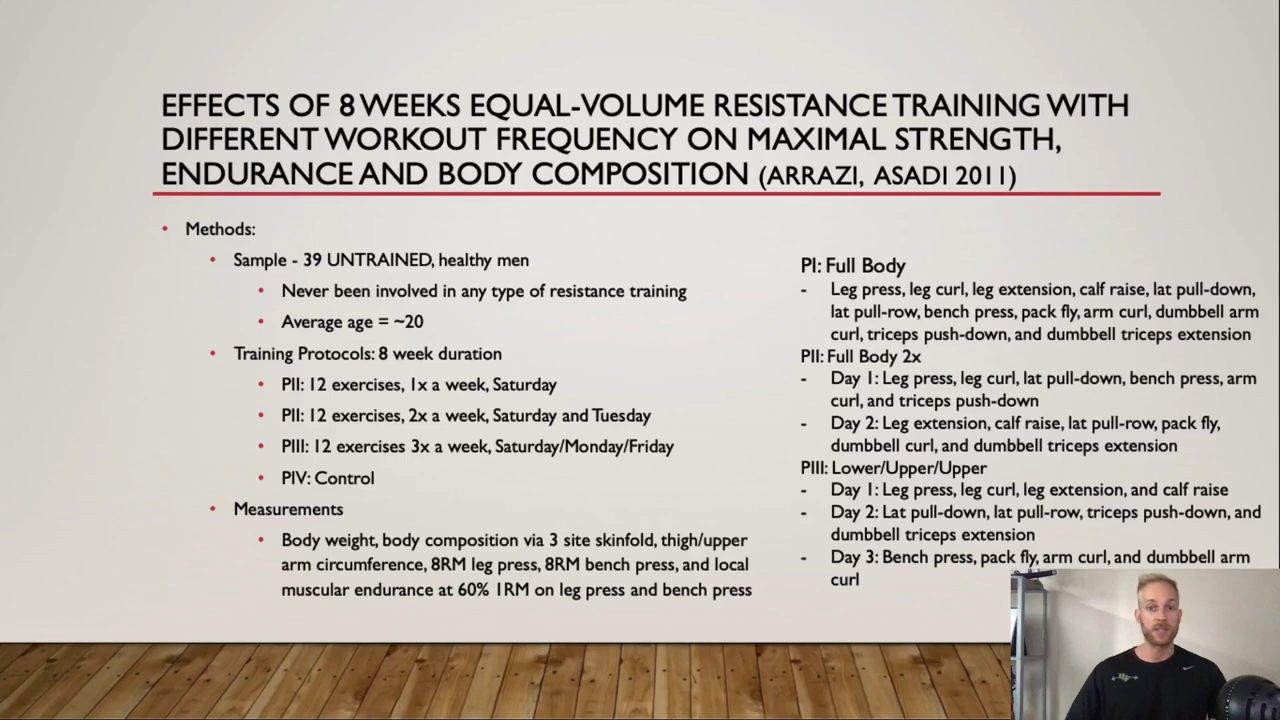 EFFECTS OF 8 WEEKS EQUAL-VOLUME RESISTANCE TRAINING WITH
DIFFERENT WORKOUT FREQUENCY ON MAXIMAL STRENGTH,
ENDURANCE AND BODY COMPOSITION (ARRAZI, ASADI 2011)
• Methods:
• Sample - 39 UNTRAINED, healthy men
• Never been involved in any type of resistance training
• Average age = ~20
• Training Protocols: 8 week duration
• PII: 12 exercises, 1x a week, Saturday
• PII: 12 exercises, 2x a week, Saturday and Tuesday
• PIII: 12 exercises 3x a week, Saturday/Monday/Friday
• PIV: Control
• Measurements
• Body weight, body composition via 3 site skinfold, thigh/upper
arm circumference, 8RM leg press, 8RM bench press, and local
muscular endurance at 60% 1RM on leg press and bench press
PI: Full Body
- Leg press, leg curl, leg extension, calf raise, lat pull-down,
lat pull-row, bench press, pack fly, arm curl, dumbbell arm
curl, triceps push-down, and dumbbell triceps extension
PII: Full Body 2x
- Day 1: Leg press, leg curl, lat pull-down, bench press, arm
curl, and triceps push-down
- Day 2: Leg extension, calf raise, lat pull-row, pack fly,
dumbbell curl, and dumbbell triceps extension
PIII: Lower/Upper/Upper
- Day 1: Leg press, leg curl, leg extension, and calf raise
- Day 2: Lat pull-down, lat pull-row, triceps push-down, and
dumbbell triceps extension
- Day 3: Bench press, pack fly, arm curl, and dumbbell arm
curl